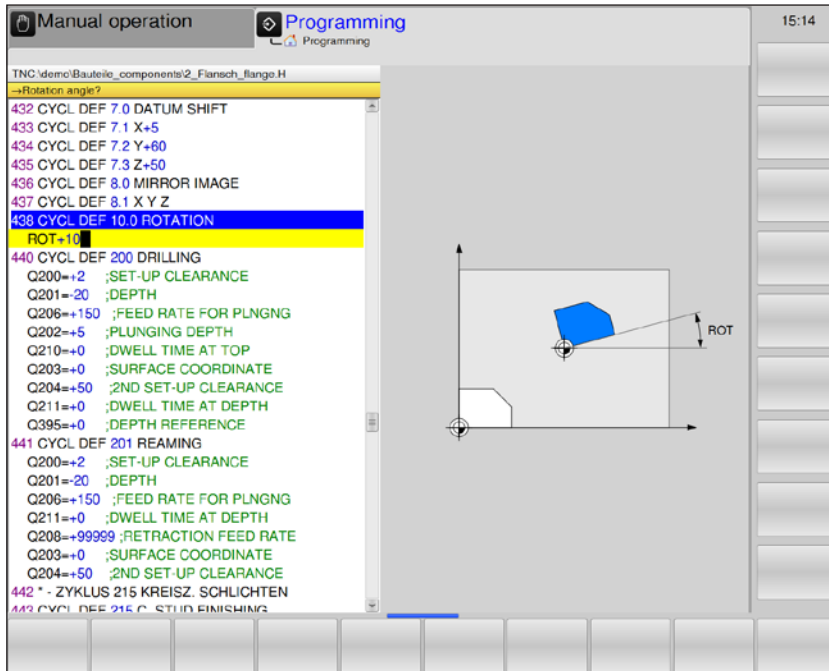 Manual operation
Programming
Programming
15:14
TNC:\demo\Bauteile_components\2_Flansch_flange.H
→Rotation angle?
432 CYCL DEF 7.0 DATUM SHIFT
433 CYCL DEF 7.1 X+5
434 CYCL DEF 7.2 Y+60
435 CYCL DEF 7.3 Z+50
436 CYCL DEF 8.0 MIRROR IMAGE
437 CYCL DEF 8.1 X Y Z
438 CYCL DEF 10.0 ROTATION
ROT+10
440 CYCL DEF 200 DRILLING
Q200=+2 ;SET-UP CLEARANCE
Q201=-20 ;DEPTH
Q206=+150 ;FEED RATE FOR PLNGNG
Q202=+5 ;PLUNGING DEPTH
Q210=+0 ;DWELL TIME AT TOP
Q203=+0 ;SURFACE COORDINATE
Q204=+50 ;2ND SET-UP CLEARANCE
Q211=+0 ;DWELL TIME AT DEPTH
Q395=+0 ;DEPTH REFERENCE
441 CYCL DEF 201 REAMING
Q200=+2 ;SET-UP CLEARANCE
Q201=-20 ;DEPTH
Q206=+150 ;FEED RATE FOR PLNGNG
Q211=+0 ;DWELL TIME AT DEPTH
Q208=+99999 ;RETRACTION FEED RATE
Q203=+0 ;SURFACE COORDINATE
Q204=+50 ;2ND SET-UP CLEARANCE
442 * - ZYKLUS 215 KREISZ. SCHLICHTEN
443 CYCL DEF 215 C. STUD FINISHING
ROT